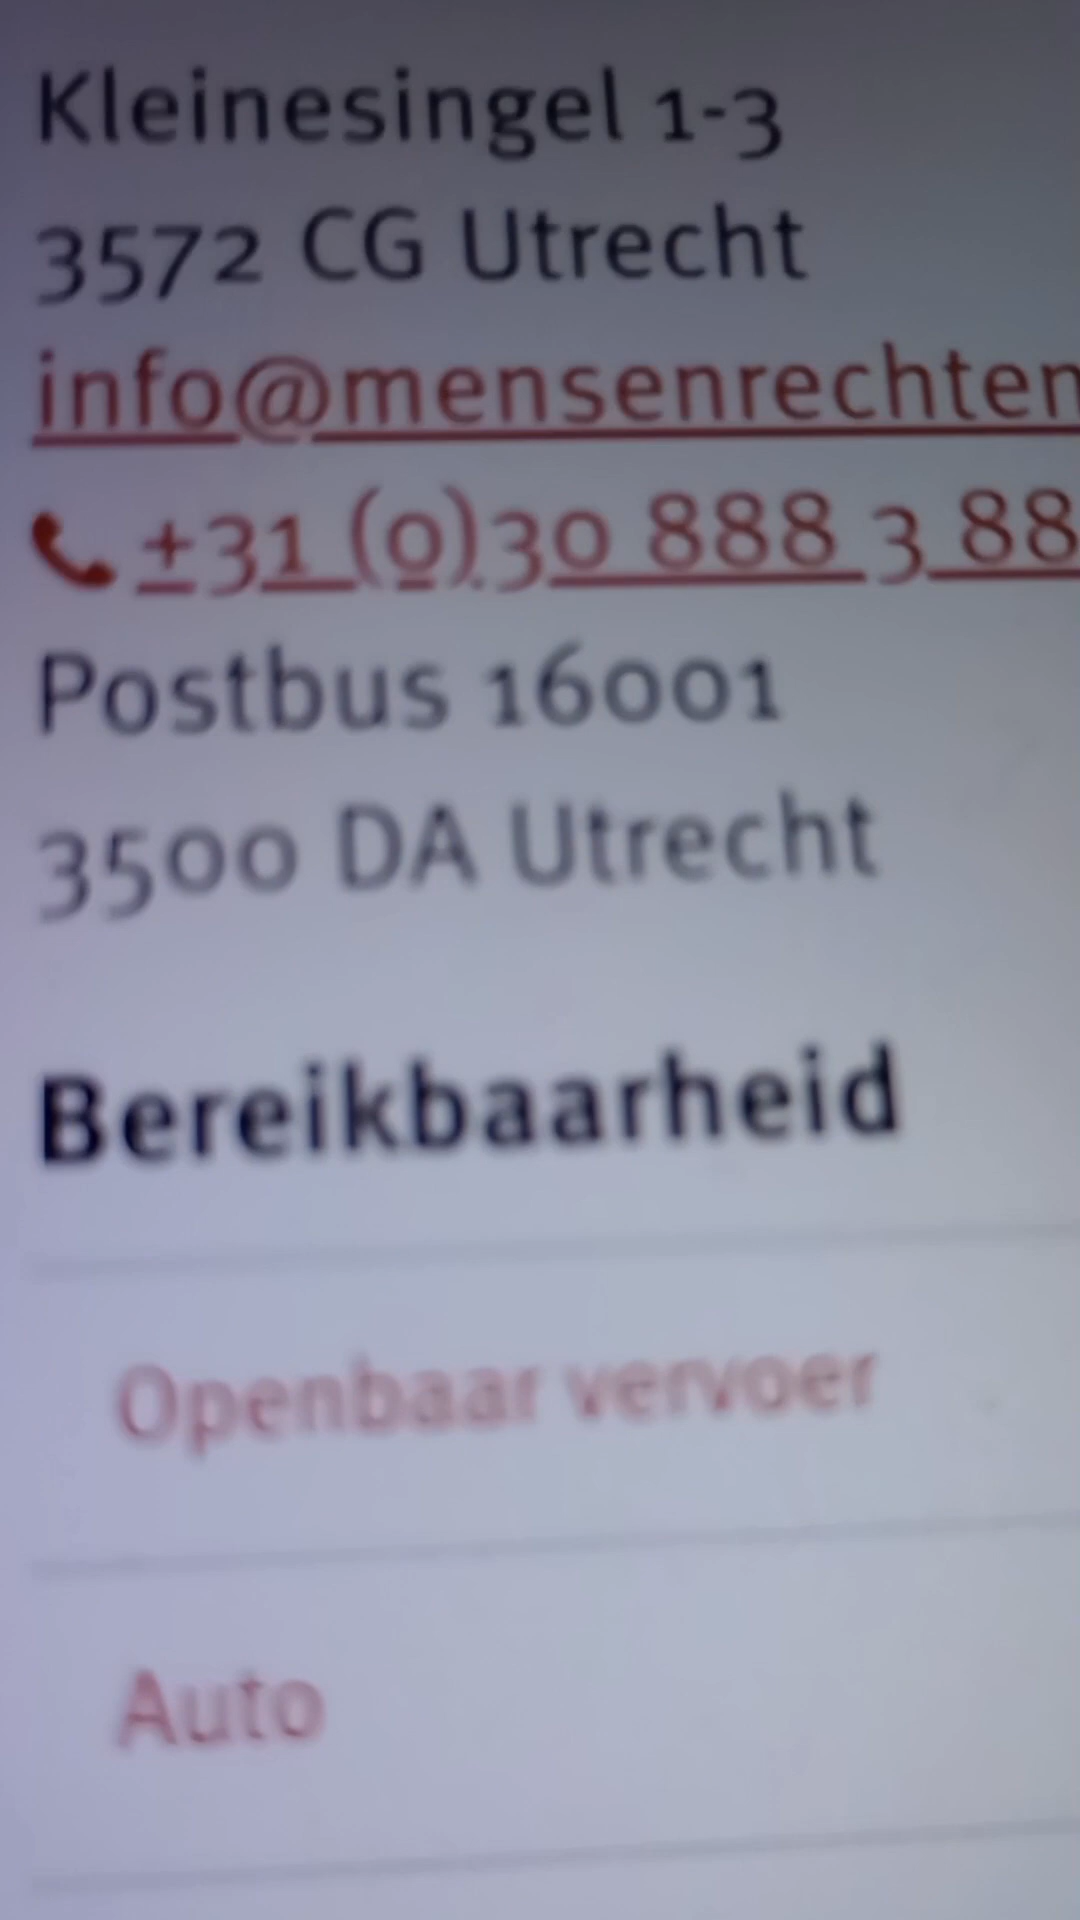 Kleinesingel 1-3
3572 CG Utrecht
info@mensenrechten
+31 (0)30 888 3 88
Postbus 16001
3500 DA Utrecht
Bereikbaarheid
Openbaar vervoer
Auto